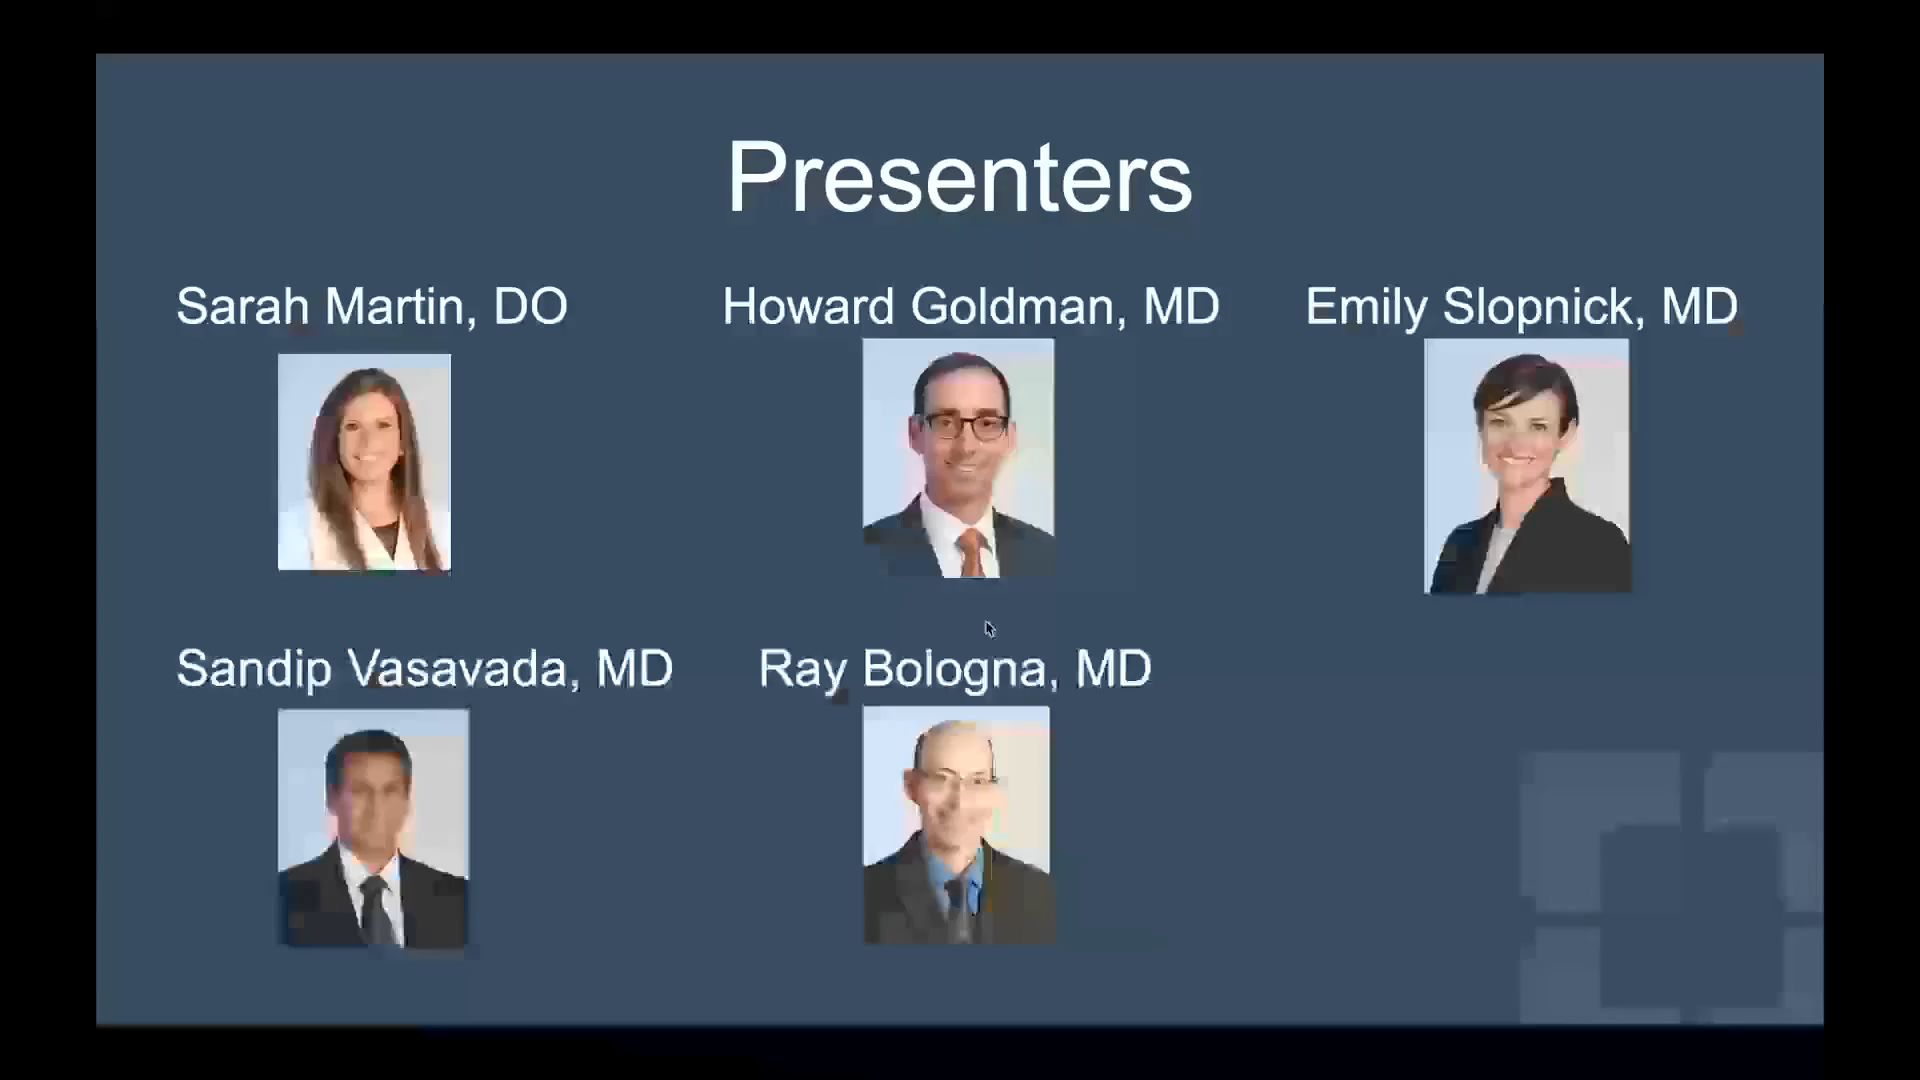 Presenters
Sarah Martin, DO
Howard Goldman, MD
Emily Slopnick, MD
Sandip Vasavada, MD
Ray Bologna, MD